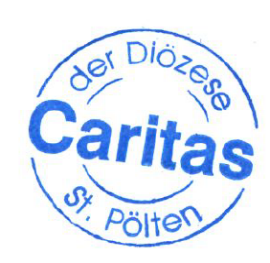 der Diözese
Caritas
St. Pölten